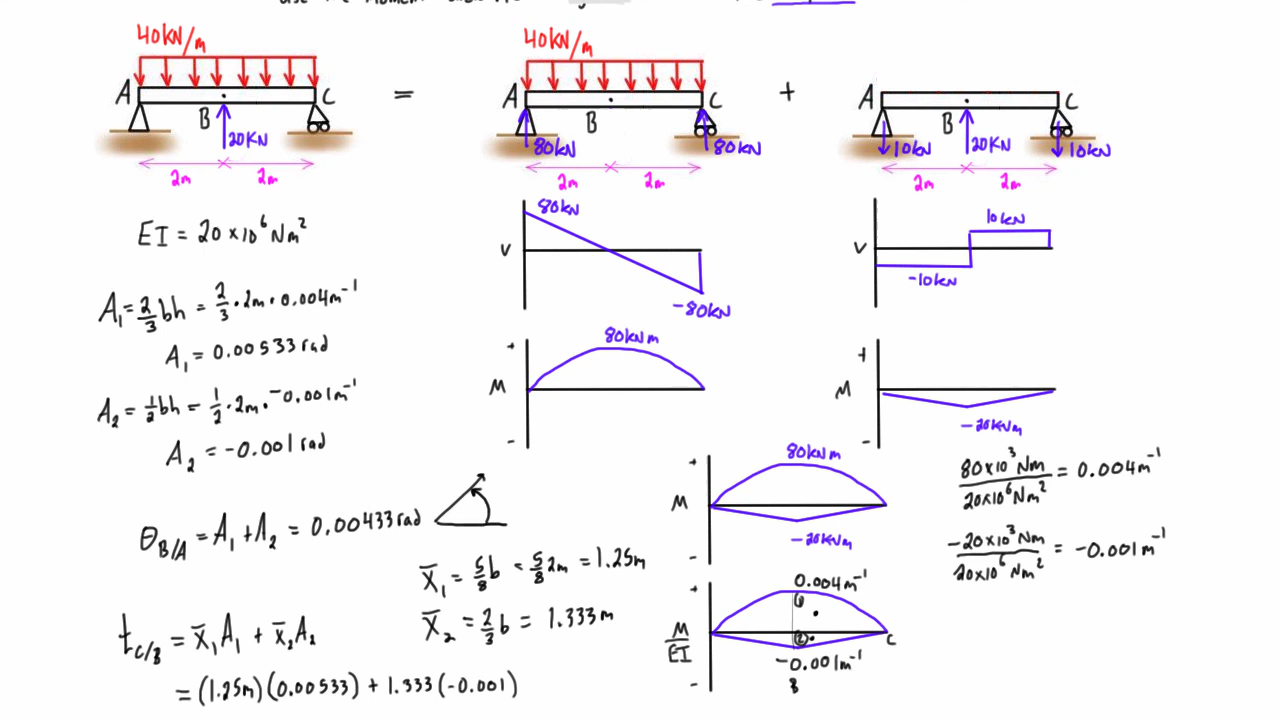 40kN/m
A B C
20KN
2m 2m
=
40kN/m
A B C
80kN 80kN
2m 2m
+
A B C
10kN 20KN 10kN
2m 2m
EI = 20×10⁶ Nm²
A₁ = 2/3 bh = 2/3 · 2m · 0.004m⁻¹
A₁ = 0.00533 rad
A₂ = 1/2 bh = 1/2 · 2m · -0.001m⁻¹
A₂ = -0.001 rad
θ_B/A = A₁ + A₂ = 0.00433 rad
t_C/B = x̄₁A₁ + x̄₂A₂
= (1.25m)(0.00533) + 1.333(-0.001)
x̄₁ = 5/8 b = 5/8 2m = 1.25m
x̄₂ = 2/3 b = 1.333m
80kN
V
-80kN
80kNm
+
M
-
10kN
V
-10kN
+
M
-20kNm
-
80kNm
+
M
-20kNm
-
0.004m⁻¹
+
①
M/EI
② C
-0.001m⁻¹
-
B
80×10³ Nm / 20×10⁶ Nm² = 0.004m⁻¹
-20×10³ Nm / 20×10⁶ Nm² = -0.001m⁻¹